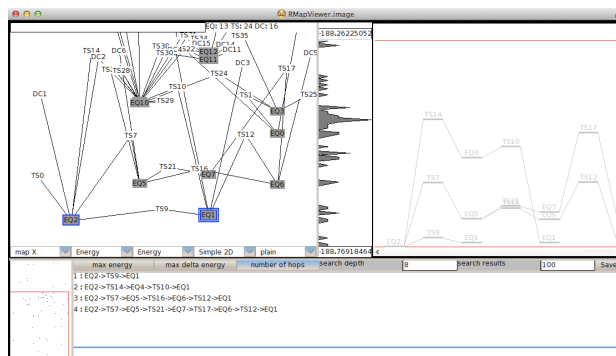 RMapViewer.image
EQ: 13 TS: 24 DC: 16
-188.26225052
TS35
TS30
DC15
DC14
TS14
DC2
DC6
TS30
TS22
EQ12
DC11
EQ11
DC3
DC5
TS28
TS24
TS17
DC1
TS10
TS29
EQ10
TS1
TS25
EQ3
TS7
TS12
EQ0
TS0
TS21
TS16
EQ7
EQ5
EQ6
TS9
EQ2
EQ1
TS14
TS17
TS10
EQ4
TS7
TS12
EQ7
EQ5
EQ6
EQ2
EQ1
EQ1
-188.76918464
map X Energy Energy Simple 2D plain
max energy max delta energy number of hops search depth 8 search results 100 Save
1 : EQ2->TS9->EQ1
2 : EQ2->TS14->EQ4->TS10->EQ1
3 : EQ2->TS7->EQ5->TS16->EQ6->TS12->EQ1
4 : EQ2->TS7->EQ5->TS21->EQ7->TS17->EQ6->TS12->EQ1